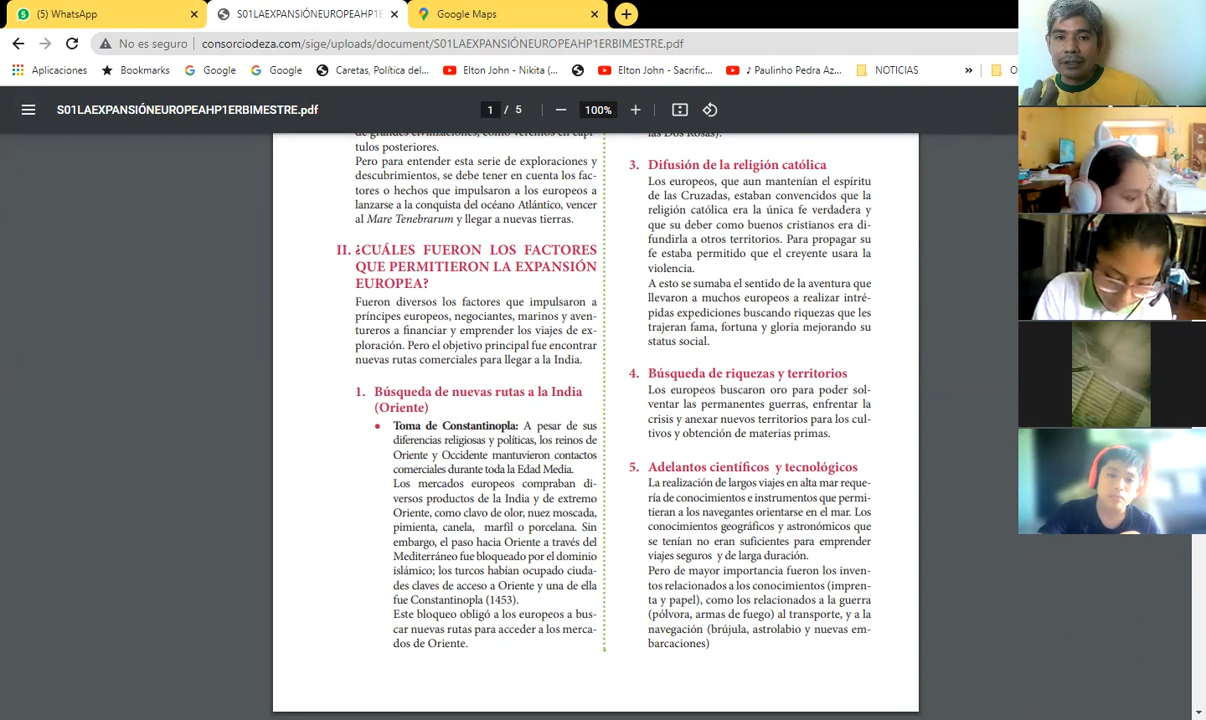 5 WhatsApp
S01LAEXPANSIÓNEUROPEAHP1E
Google Maps
No es seguro
consorciodeza.com/sige/uploads/document/S01LAEXPANSIÓNEUROPEAHP1ERBIMESTRE.pdf
Aplicaciones
Bookmarks
Google
Google
Caretas, Política del...
Elton John - Nikita (...
Elton John - Sacrific...
♪ Paulinho Pedra Az...
NOTICIAS
»
S01LAEXPANSIÓNEUROPEAHP1ERBIMESTRE.pdf
1 / 5
100%
de grandes civilizaciones, como veremos en capí-
tulos posteriores.
Pero para entender esta serie de exploraciones y
descubrimientos, se debe tener en cuenta los fac-
tores o hechos que impulsaron a los europeos a
lanzarse a la conquista del océano Atlántico, vencer
al Mare Tenebrarum y llegar a nuevas tierras.
II. ¿CUÁLES FUERON LOS FACTORES
QUE PERMITIERON LA EXPANSIÓN
EUROPEA?
Fueron diversos los factores que impulsaron a
príncipes europeos, negociantes, marinos y aven-
tureros a financiar y emprender los viajes de ex-
ploración. Pero el objetivo principal fue encontrar
nuevas rutas comerciales para llegar a la India.
1. Búsqueda de nuevas rutas a la India
(Oriente)
• Toma de Constantinopla: A pesar de sus
diferencias religiosas y políticas, los reinos de
Oriente y Occidente mantuvieron contactos
comerciales durante toda la Edad Media.
Los mercados europeos compraban di-
versos productos de la India y de extremo
Oriente, como clavo de olor, nuez moscada,
pimienta, canela, marfil o porcelana. Sin
embargo, el paso hacia Oriente a través del
Mediterráneo fue bloqueado por el dominio
islámico; los turcos habían ocupado ciuda-
des claves de acceso a Oriente y una de ella
fue Constantinopla (1453).
Este bloqueo obligó a los europeos a bus-
car nuevas rutas para acceder a los merca-
dos de Oriente.
las Dos Rosas).
3. Difusión de la religión católica
Los europeos, que aun mantenían el espíritu
de las Cruzadas, estaban convencidos que la
religión católica era la única fe verdadera y
que su deber como buenos cristianos era di-
fundirla a otros territorios. Para propagar su
fe estaba permitido que el creyente usara la
violencia.
A esto se sumaba el sentido de la aventura que
llevaron a muchos europeos a realizar intré-
pidas expediciones buscando riquezas que les
trajeran fama, fortuna y gloria mejorando su
status social.
4. Búsqueda de riquezas y territorios
Los europeos buscaron oro para poder sol-
ventar las permanentes guerras, enfrentar la
crisis y anexar nuevos territorios para los cul-
tivos y obtención de materias primas.
5. Adelantos científicos y tecnológicos
La realización de largos viajes en alta mar reque-
ría de conocimientos e instrumentos que permi-
tieran a los navegantes orientarse en el mar. Los
conocimientos geográficos y astronómicos que
se tenían no eran suficientes para emprender
viajes seguros y de larga duración.
Pero de mayor importancia fueron los inven-
tos relacionados a los conocimientos (impren-
ta y papel), como los relacionados a la guerra
(pólvora, armas de fuego) al transporte, y a la
navegación (brújula, astrolabio y nuevas em-
barcaciones)